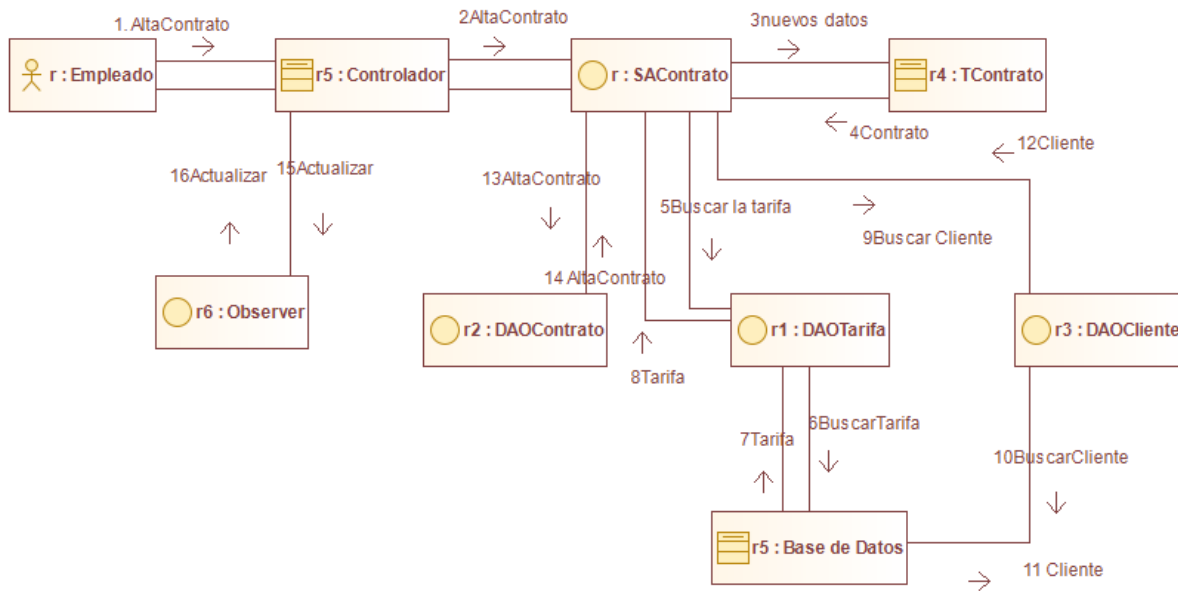 1. AltaContrato
2AltaContrato
3nuevos datos
r : Empleado
r5 : Controlador
r : SAContrato
r4 : TContrato
4Contrato
12Cliente
16Actualizar
15Actualizar
13AltaContrato
5Buscar la tarifa
9Buscar Cliente
14 AltaContrato
r6 : Observer
r2 : DAOContrato
r1 : DAOTarifa
r3 : DAOCliente
8Tarifa
7Tarifa
6BuscarTarifa
10BuscarCliente
r5 : Base de Datos
11 Cliente